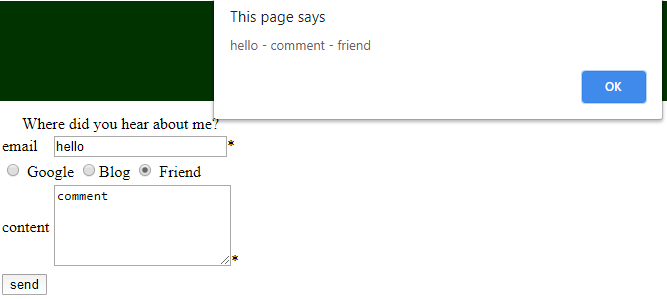 This page says
hello - comment - friend
OK
Where did you hear about me?
email hello*
Google Blog Friend
content comment*
send